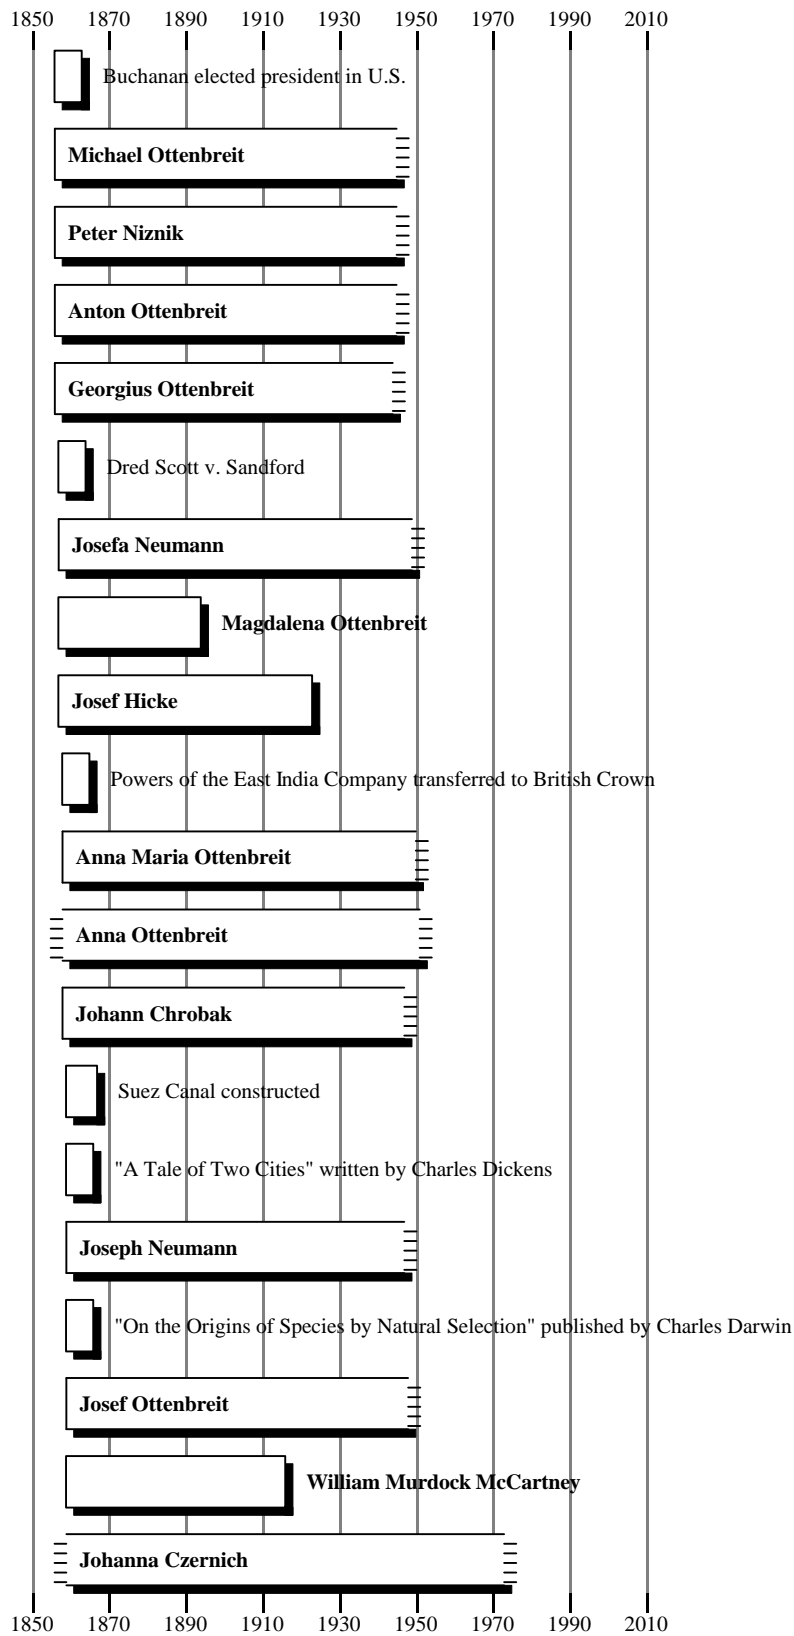 1850 1870 1890 1910 1930 1950 1970 1990 2010
Buchanan elected president in U.S.
Michael Ottenbreit
Peter Niznik
Anton Ottenbreit
Georgius Ottenbreit
Dred Scott v. Sandford
Josefa Neumann
Magdalena Ottenbreit
Josef Hicke
Powers of the East India Company transferred to British Crown
Anna Maria Ottenbreit
Anna Ottenbreit
Johann Chrobak
Suez Canal constructed
"A Tale of Two Cities" written by Charles Dickens
Joseph Neumann
"On the Origins of Species by Natural Selection" published by Charles Darwin
Josef Ottenbreit
William Murdock McCartney
Johanna Czernich
1850 1870 1890 1910 1930 1950 1970 1990 2010